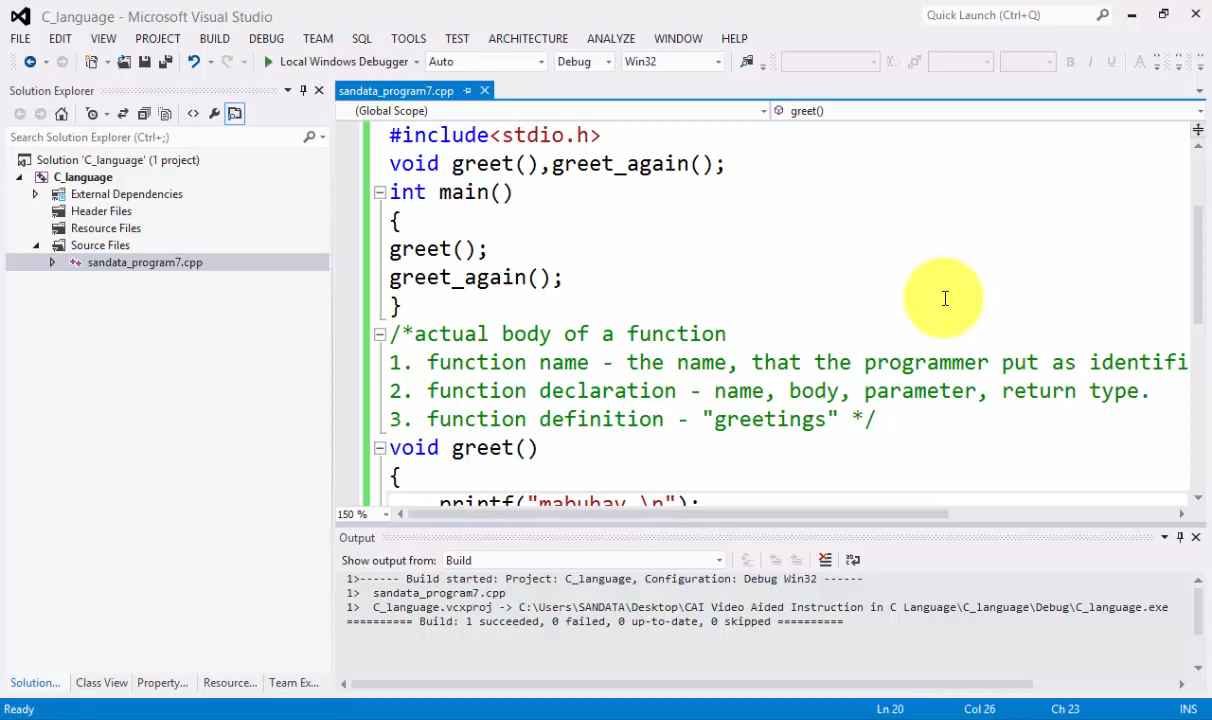 C_language - Microsoft Visual Studio
Quick Launch (Ctrl+Q)
FILE EDIT VIEW PROJECT BUILD DEBUG TEAM SQL TOOLS TEST ARCHITECTURE ANALYZE WINDOW HELP
Local Windows Debugger Auto Debug Win32
Solution Explorer
sandata_program7.cpp
(Global Scope) greet()
Search Solution Explorer (Ctrl+;)
Solution 'C_language' (1 project)
C_language
External Dependencies
Header Files
Resource Files
Source Files
sandata_program7.cpp
#include<stdio.h>
void greet(),greet_again();
int main()
{
greet();
greet_again();
}
/*actual body of a function
1. function name - the name, that the programmer put as identifi
2. function declaration - name, body, parameter, return type.
3. function definition - "greetings" */
void greet()
{
printf("mabuhay \n");
150 %
Output
Show output from: Build
1>------ Build started: Project: C_language, Configuration: Debug Win32 ------
1> sandata_program7.cpp
1> C_language.vcxproj -> C:\Users\SANDATA\Desktop\CAI Video Aided Instruction in C Language\C_language\Debug\C_language.exe
========== Build: 1 succeeded, 0 failed, 0 up-to-date, 0 skipped ==========
Solution... Class View Property... Resource... Team Ex...
Ready Ln 20 Col 26 Ch 23 INS